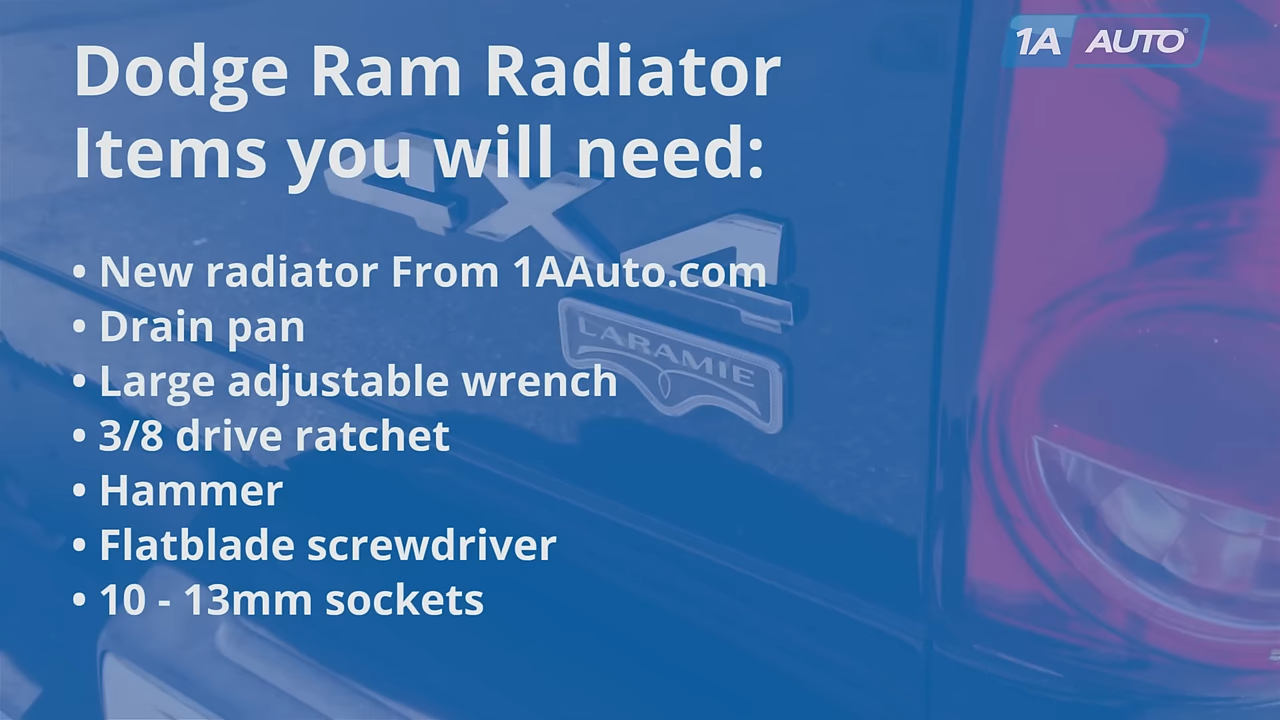 1A AUTO®
Dodge Ram Radiator
Items you will need:
4X4
• New radiator From 1AAuto.com
• Drain pan
LARAMIE
• Large adjustable wrench
• 3/8 drive ratchet
• Hammer
• Flatblade screwdriver
• 10 - 13mm sockets